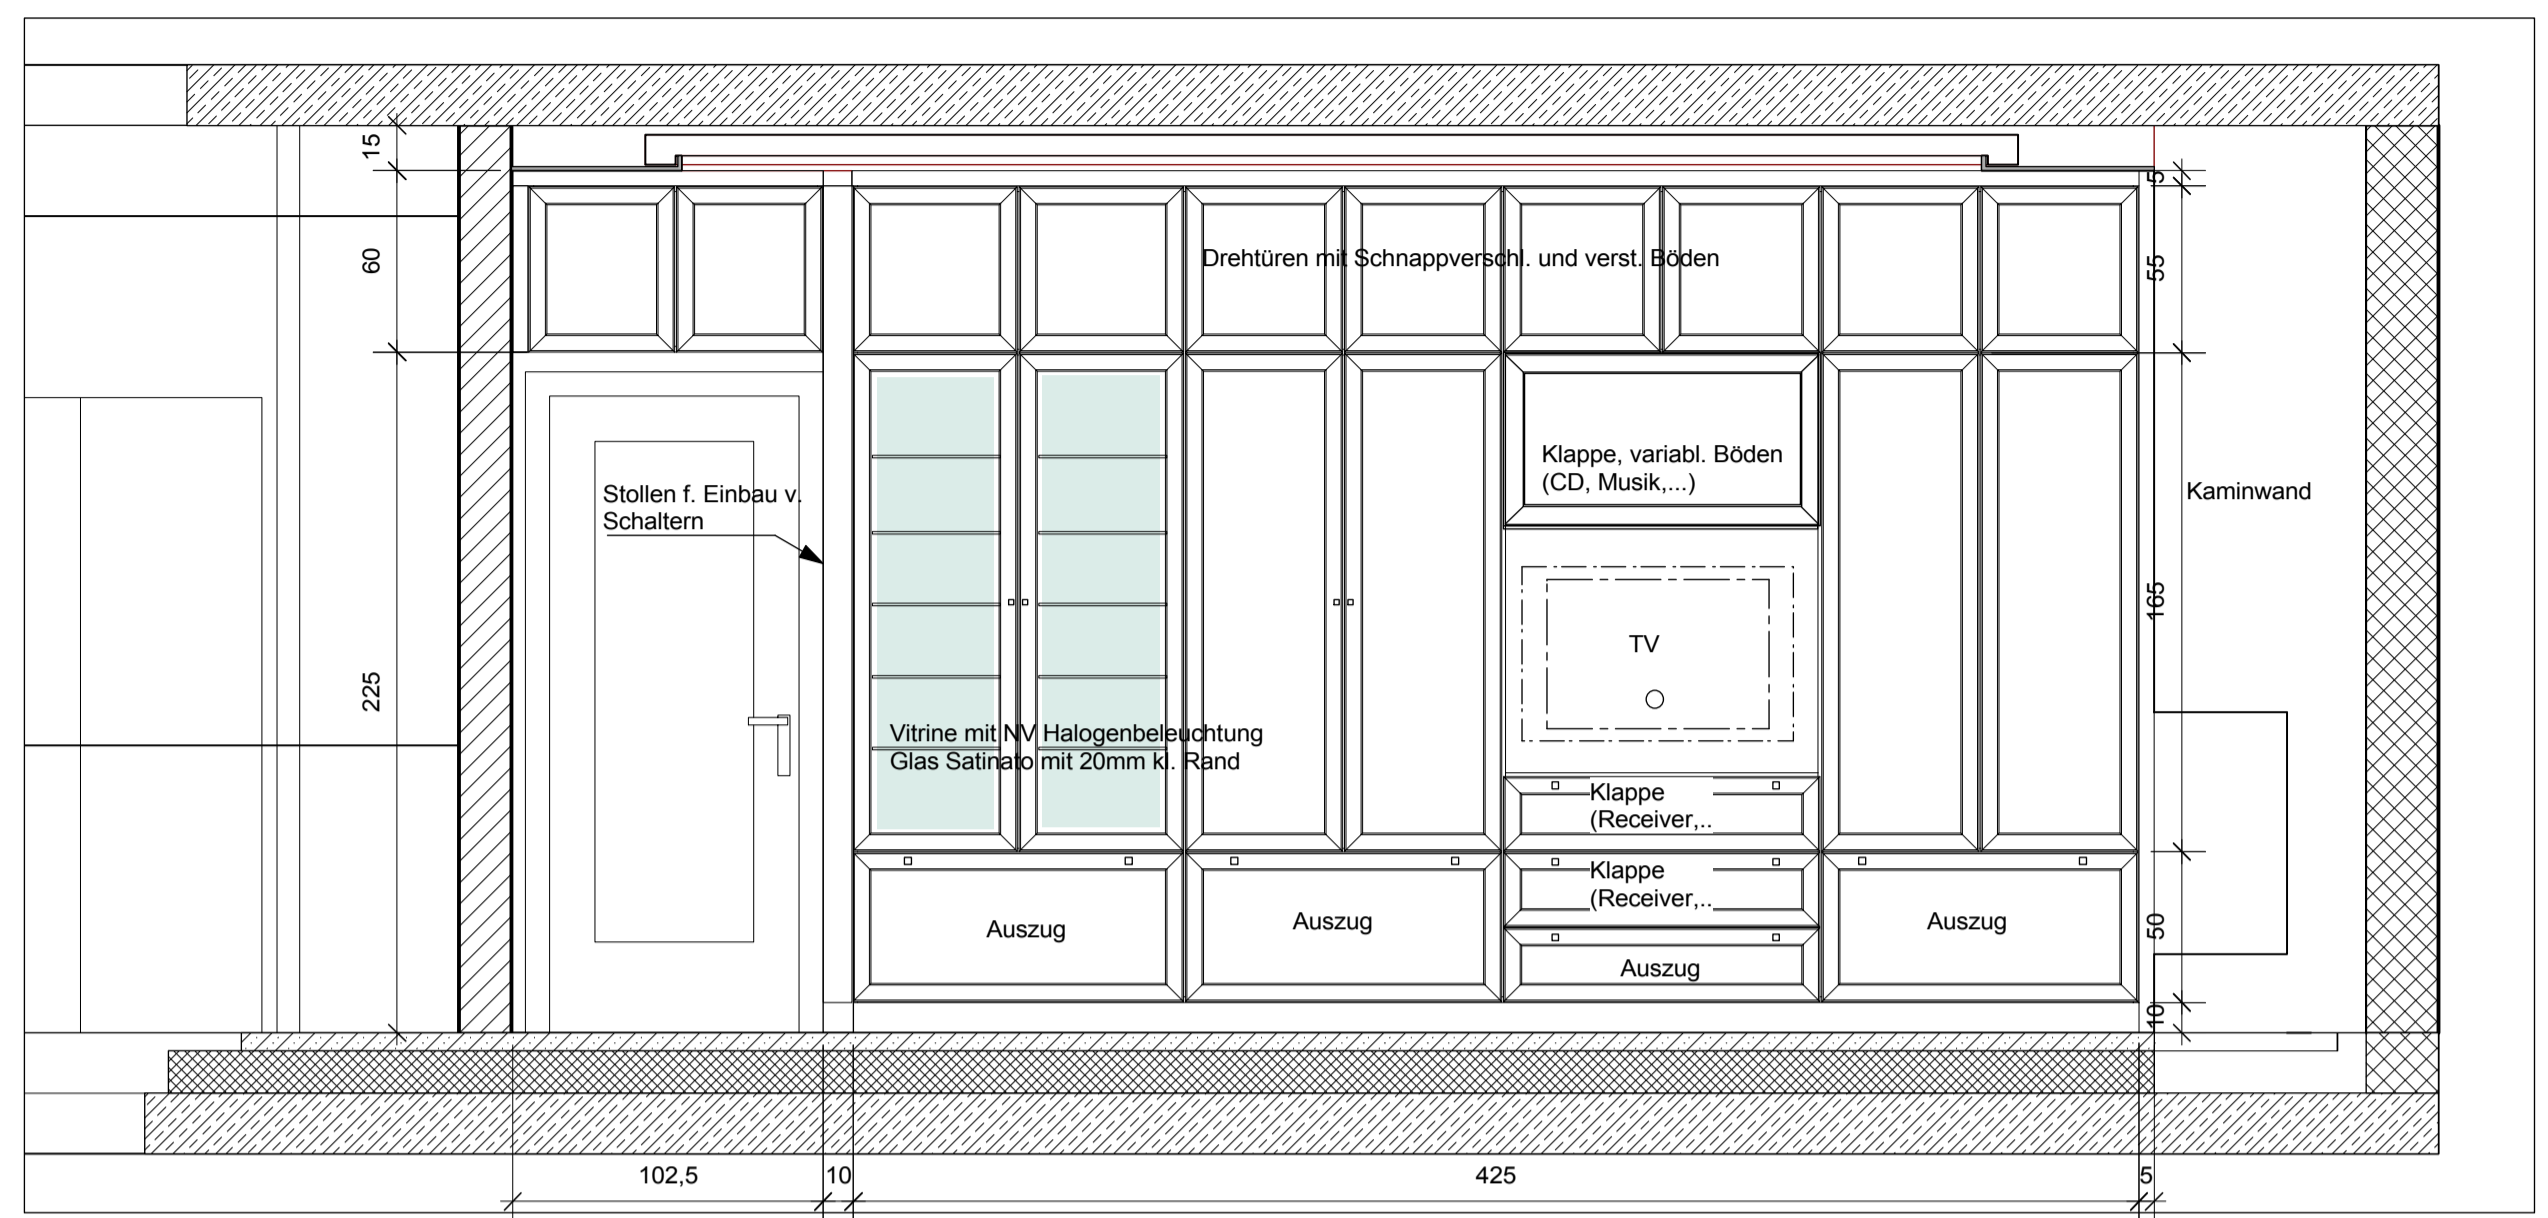 15
60
225
5
55
165
50
10
Drehtüren mit Schnappverschl. und verst. Böden
Klappe, variabl. Böden
(CD, Musik,...)
Stollen f. Einbau v.
Schaltern
Kaminwand
TV
Vitrine mit NV Halogenbeleuchtung
Glas Satinato mit 20mm kl. Rand
Klappe
(Receiver,..
Klappe
(Receiver,..
Auszug
Auszug
Auszug
Auszug
102,5
10
425
5